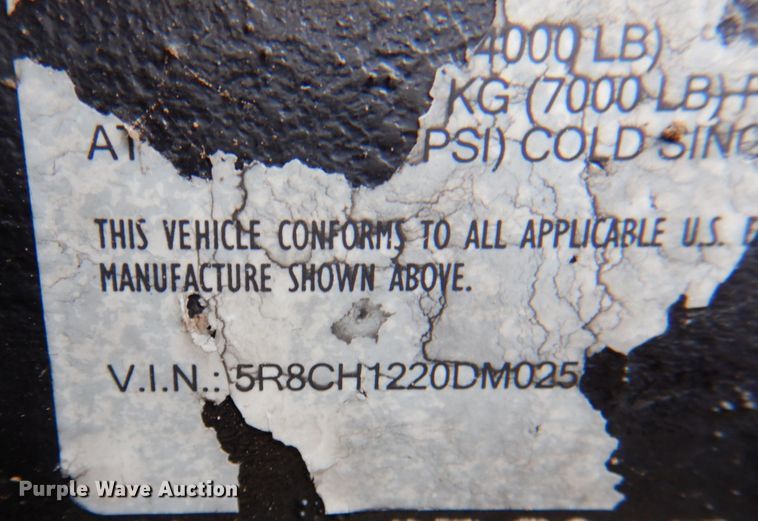 (4000 LB)
KG (7000 LB)
AT PSI) COLD
THIS VEHICLE CONFORMS TO ALL APPLICABLE U.S.
MANUFACTURE SHOWN ABOVE.
V.I.N.: 5R8CH1220DM025
Purple Wave Auction